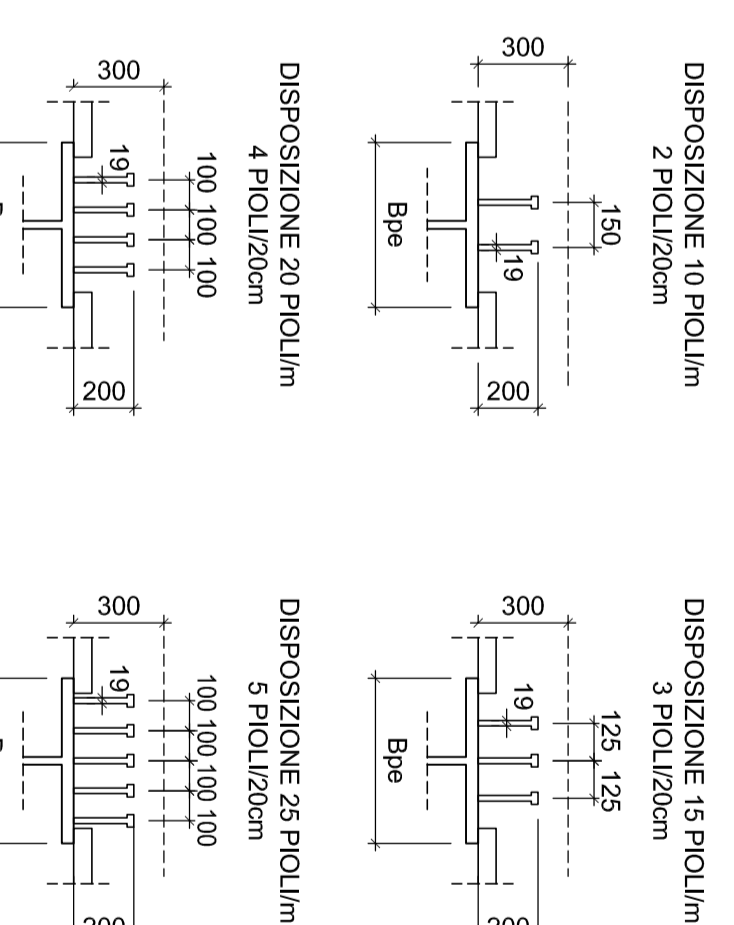 DISPOSIZIONE 10 PIOLI/m
2 PIOLI/20cm
150
300
19
200
Bpe
DISPOSIZIONE 15 PIOLI/m
3 PIOLI/20cm
125 125
300
19
200
Bpe
DISPOSIZIONE 20 PIOLI/m
4 PIOLI/20cm
100 100 100
300
19
200
DISPOSIZIONE 25 PIOLI/m
5 PIOLI/20cm
100 100 100 100
300
19
200